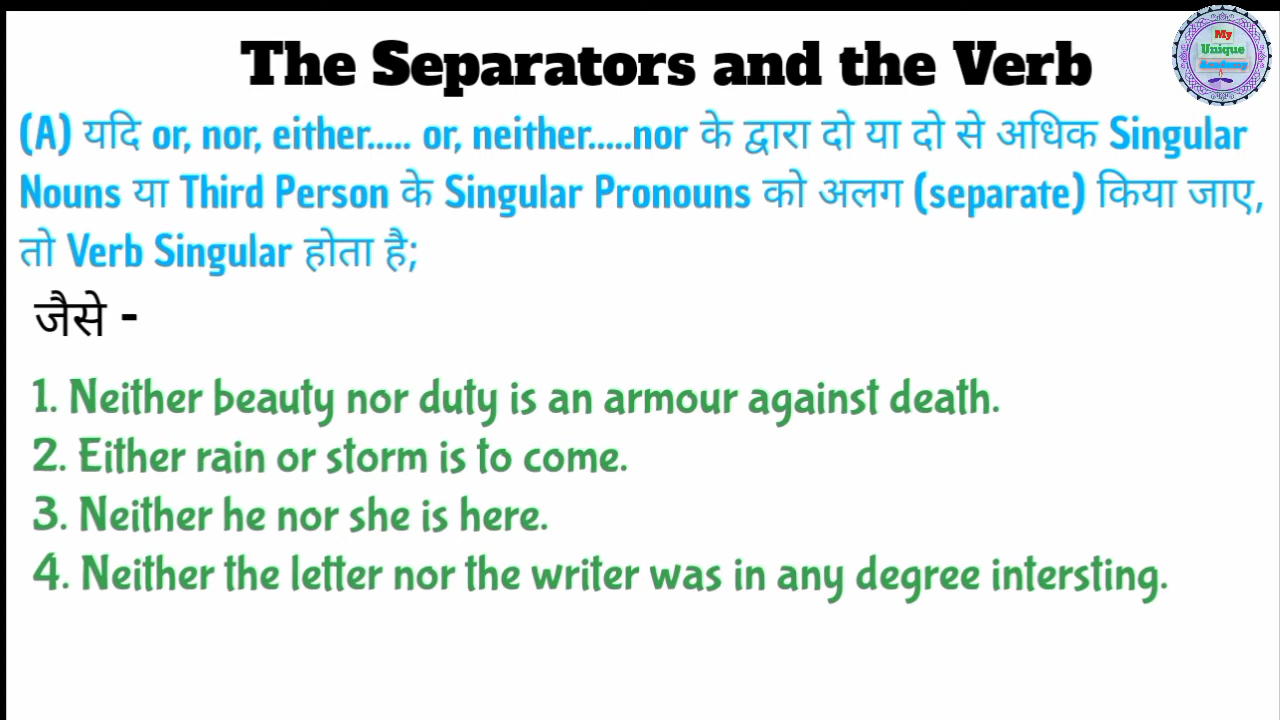 The Separators and the Verb
My
Unique
Academy
(A) यदि or, nor, either..... or, neither.....nor के द्वारा दो या दो से अधिक Singular
Nouns या Third Person के Singular Pronouns को अलग (separate) किया जाए,
तो Verb Singular होता है;
जैसे -
1. Neither beauty nor duty is an armour against death.
2. Either rain or storm is to come.
3. Neither he nor she is here.
4. Neither the letter nor the writer was in any degree intersting.